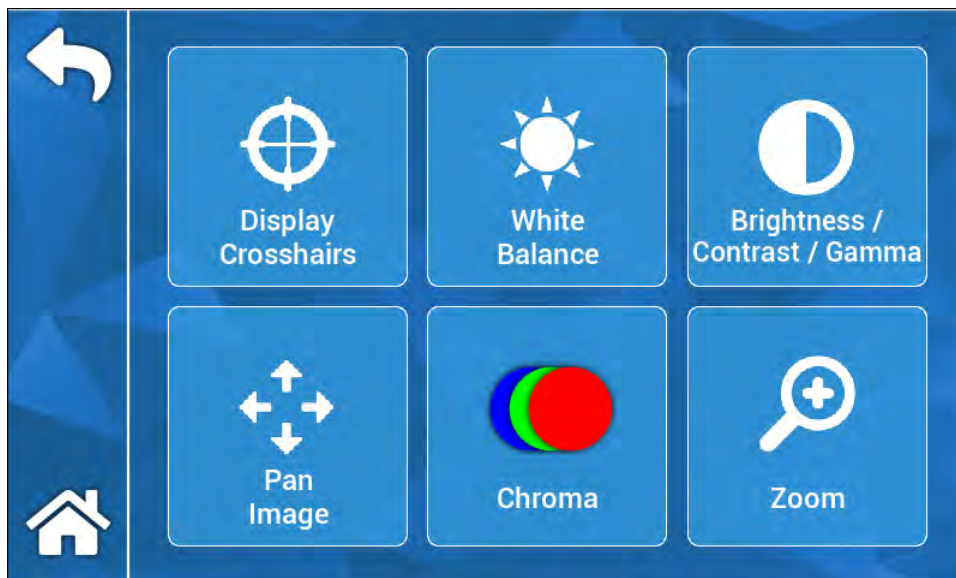 Display
Crosshairs
White
Balance
Brightness /
Contrast / Gamma
Pan
Image
Chroma
Zoom